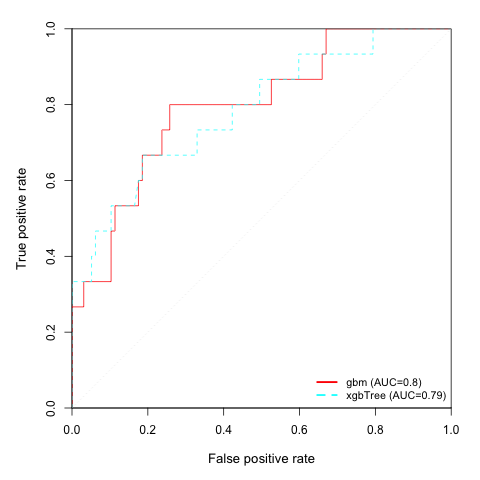 True positive rate
1.0
0.8
0.6
0.4
0.2
0.0
gbm (AUC=0.8)
xgbTree (AUC=0.79)
0.0 0.2 0.4 0.6 0.8 1.0
False positive rate